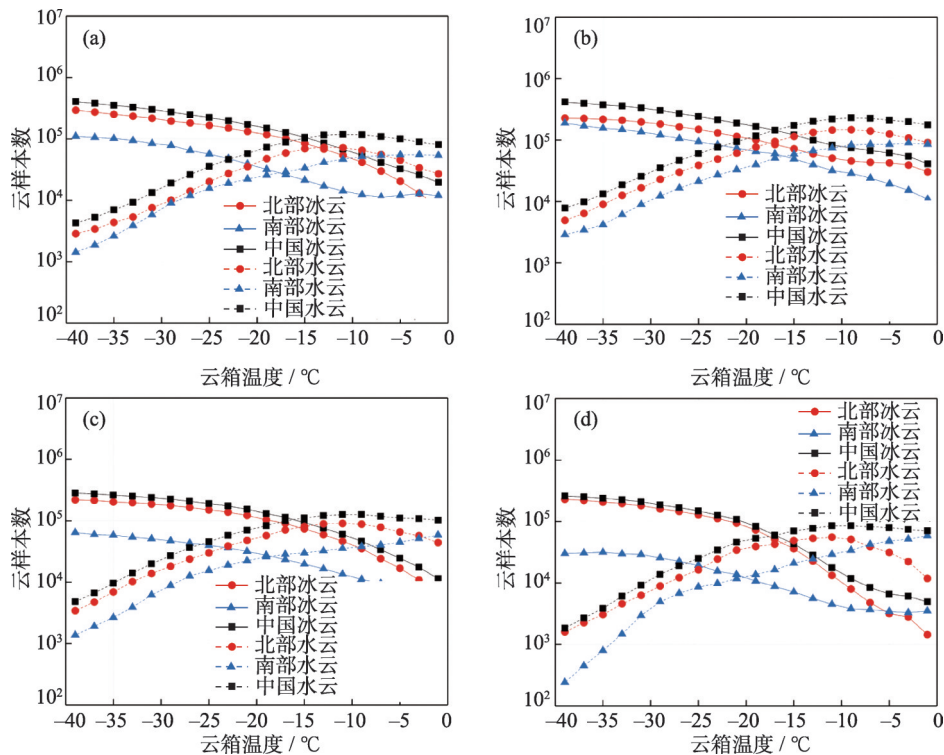 (a)
云样本数
10⁷
10⁶
10⁵
10⁴
10³
10²
北部冰云
南部冰云
中国冰云
北部水云
南部水云
中国水云
–40 –35 –30 –25 –20 –15 –10 –5 0
云箱温度 / ℃
(b)
云样本数
10⁷
10⁶
10⁵
10⁴
10³
10²
北部冰云
南部冰云
中国冰云
北部水云
南部水云
中国水云
–40 –35 –30 –25 –20 –15 –10 –5 0
云箱温度 / ℃
(c)
云样本数
10⁷
10⁶
10⁵
10⁴
10³
10²
北部冰云
南部冰云
中国冰云
北部水云
南部水云
中国水云
–40 –35 –30 –25 –20 –15 –10 –5 0
云箱温度 / ℃
(d)
云样本数
10⁷
10⁶
10⁵
10⁴
10³
10²
北部冰云
南部冰云
中国冰云
北部水云
南部水云
中国水云
–40 –35 –30 –25 –20 –15 –10 –5 0
云箱温度 / ℃